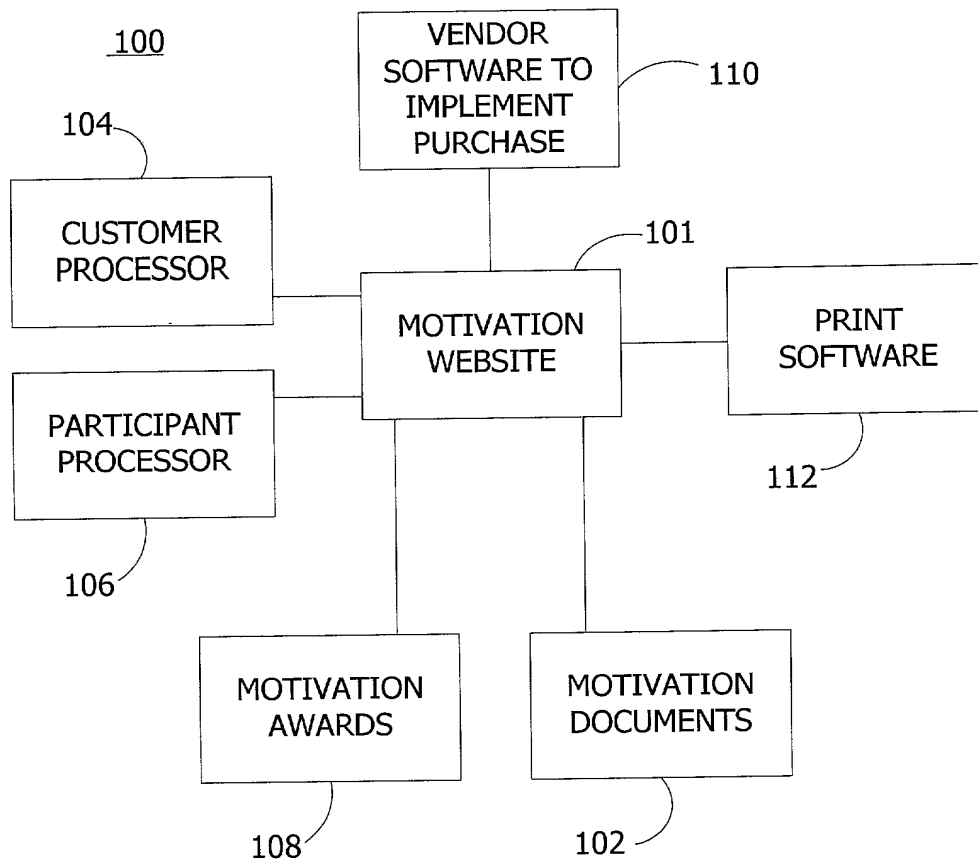 100
VENDOR
SOFTWARE TO
IMPLEMENT
PURCHASE
110
104
CUSTOMER
PROCESSOR
101
MOTIVATION
WEBSITE
PRINT
SOFTWARE
112
PARTICIPANT
PROCESSOR
106
MOTIVATION
AWARDS
108
MOTIVATION
DOCUMENTS
102